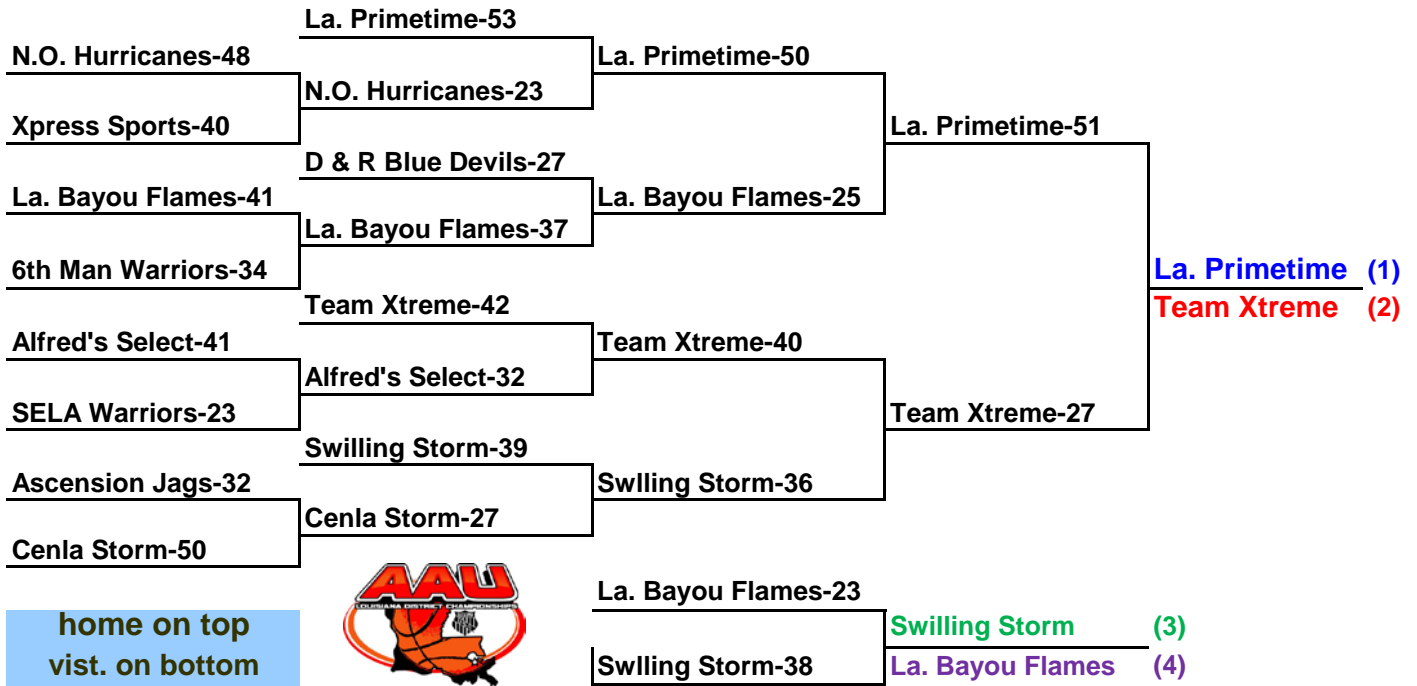 La. Primetime-53
N.O. Hurricanes-48
La. Primetime-50
N.O. Hurricanes-23
Xpress Sports-40
La. Primetime-51
D & R Blue Devils-27
La. Bayou Flames-41
La. Bayou Flames-25
La. Bayou Flames-37
6th Man Warriors-34
La. Primetime (1)
Team Xtreme (2)
Team Xtreme-42
Alfred's Select-41
Team Xtreme-40
Alfred's Select-32
SELA Warriors-23
Team Xtreme-27
Swilling Storm-39
Ascension Jags-32
Swlling Storm-36
Cenla Storm-27
Cenla Storm-50
AAU
LOUISIANA DISTRICT CHAMPIONSHIPS
La. Bayou Flames-23
home on top
vist. on bottom
Swilling Storm (3)
Swlling Storm-38
La. Bayou Flames (4)